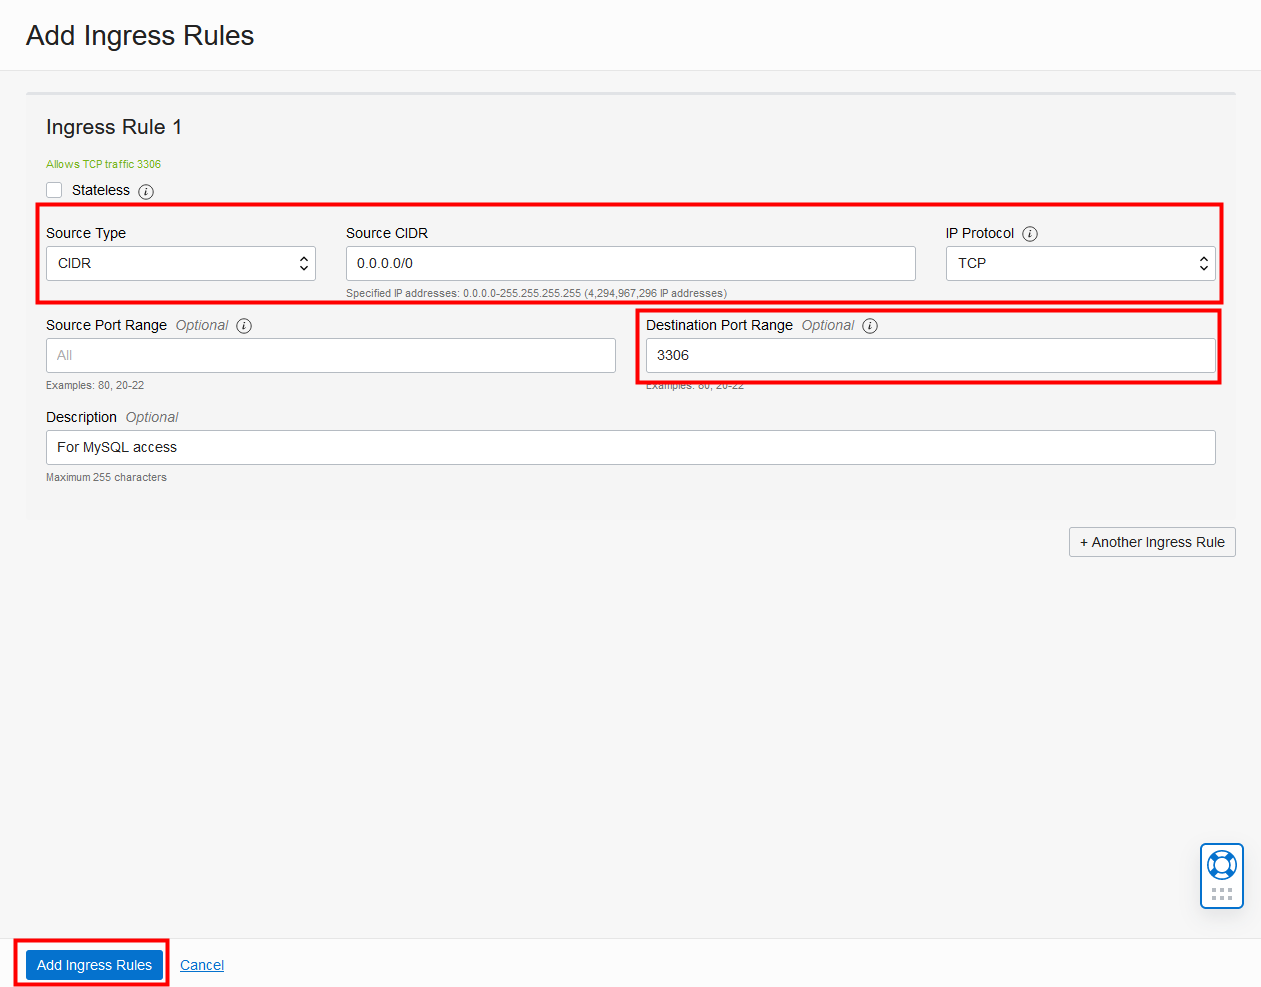 Add Ingress Rules
Ingress Rule 1
Allows TCP traffic 3306
Stateless
Source Type
Source CIDR
IP Protocol
CIDR
0.0.0.0/0
TCP
Specified IP addresses: 0.0.0.0-255.255.255.255 (4,294,967,296 IP addresses)
Source Port Range Optional
Destination Port Range Optional
All
3306
Examples: 80, 20-22
Examples: 80, 20-22
Description Optional
For MySQL access
Maximum 255 characters
+ Another Ingress Rule
Add Ingress Rules
Cancel